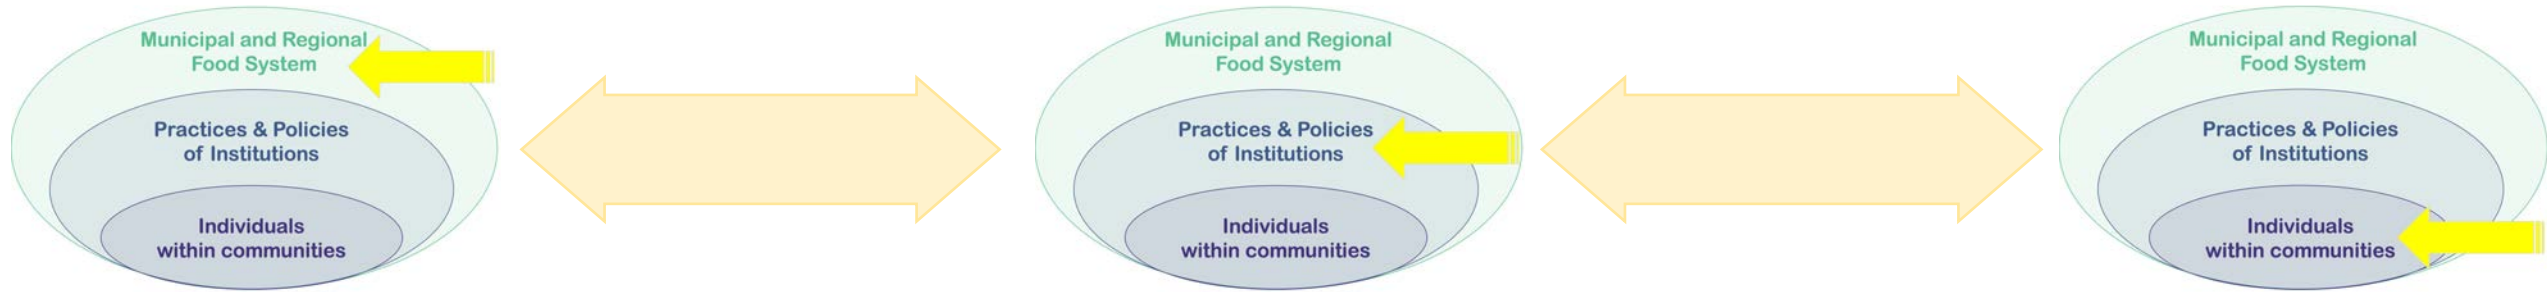 Municipal and Regional
Food System
Practices & Policies
of Institutions
Individuals
within communities
Municipal and Regional
Food System
Practices & Policies
of Institutions
Individuals
within communities
Municipal and Regional
Food System
Practices & Policies
of Institutions
Individuals
within communities